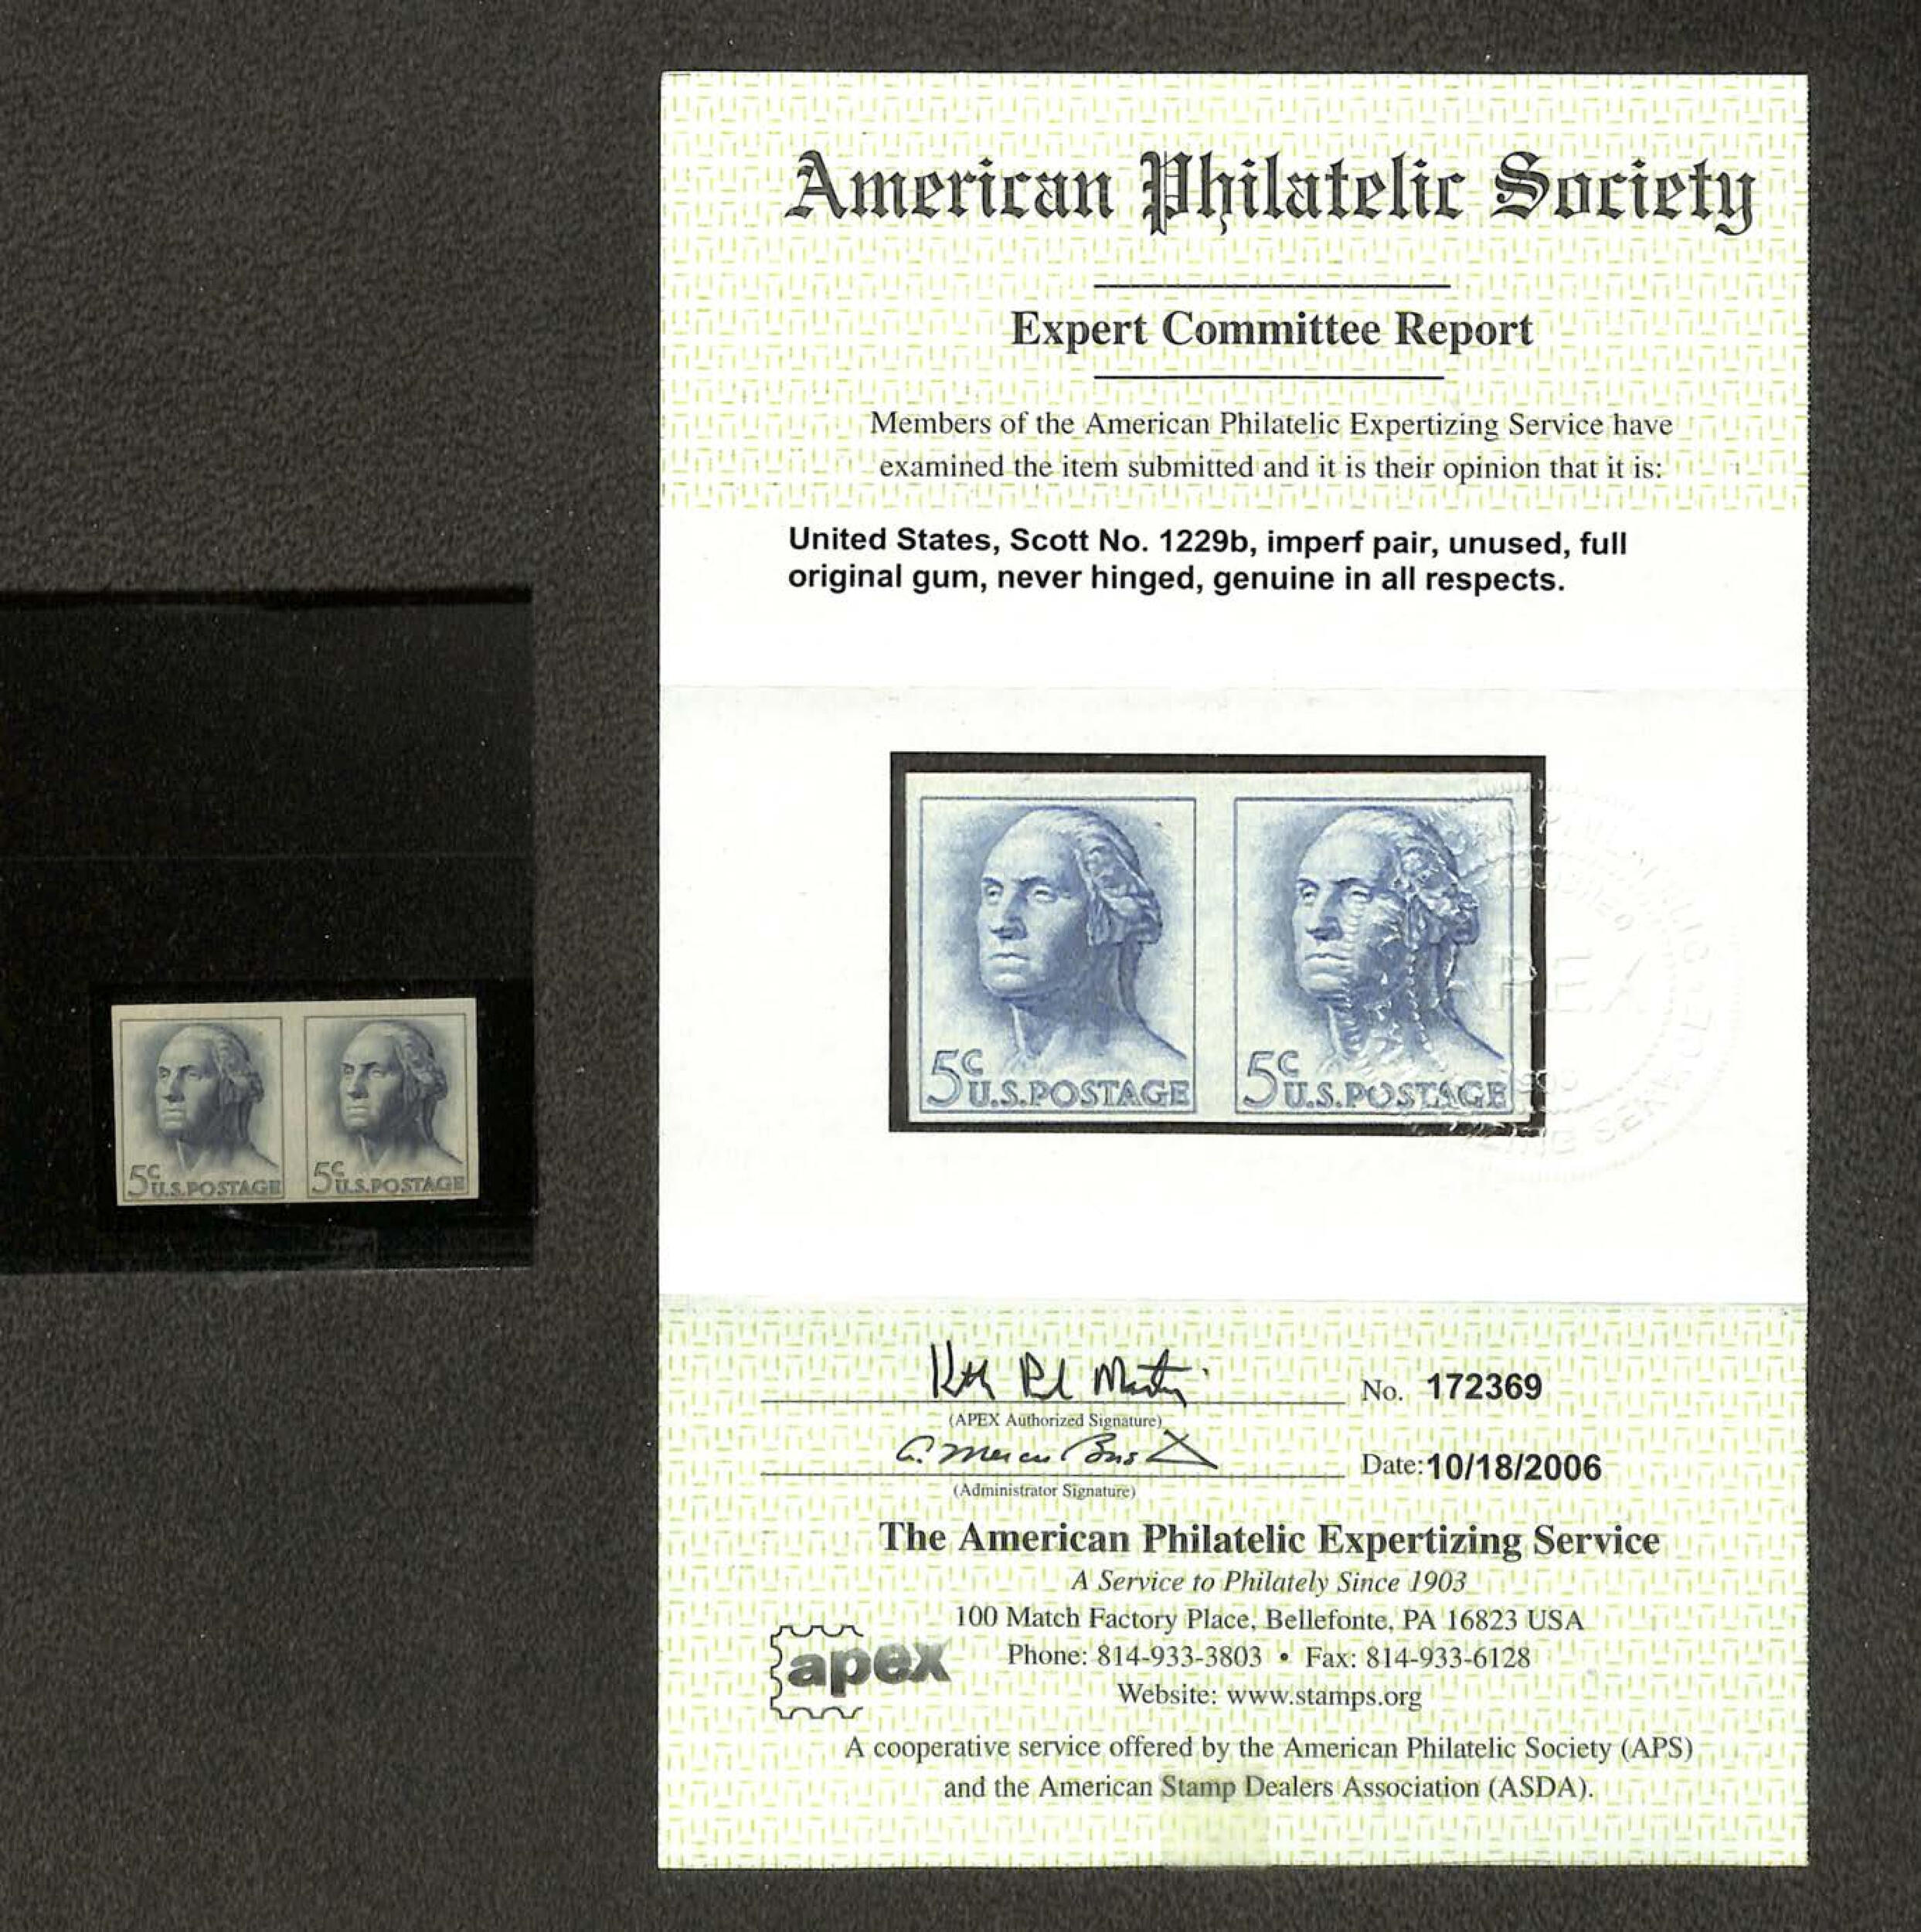 American Philatelic Society
Expert Committee Report
Members of the American Philatelic Expertizing Service have
examined the item submitted and it is their opinion that it is:
United States, Scott No. 1229b, imperf pair, unused, full
original gum, never hinged, genuine in all respects.
5c U.S.POSTAGE 5c U.S.POSTAGE
APEX
5c U.S.POSTAGE 5c U.S.POSTAGE
No. 172369
(APEX Authorized Signature)
Date: 10/18/2006
(Administrator Signature)
The American Philatelic Expertizing Service
A Service to Philately Since 1903
100 Match Factory Place, Bellefonte, PA 16823 USA
apex
Phone: 814-933-3803 • Fax: 814-933-6128
Website: www.stamps.org
A cooperative service offered by the American Philatelic Society (APS)
and the American Stamp Dealers Association (ASDA).